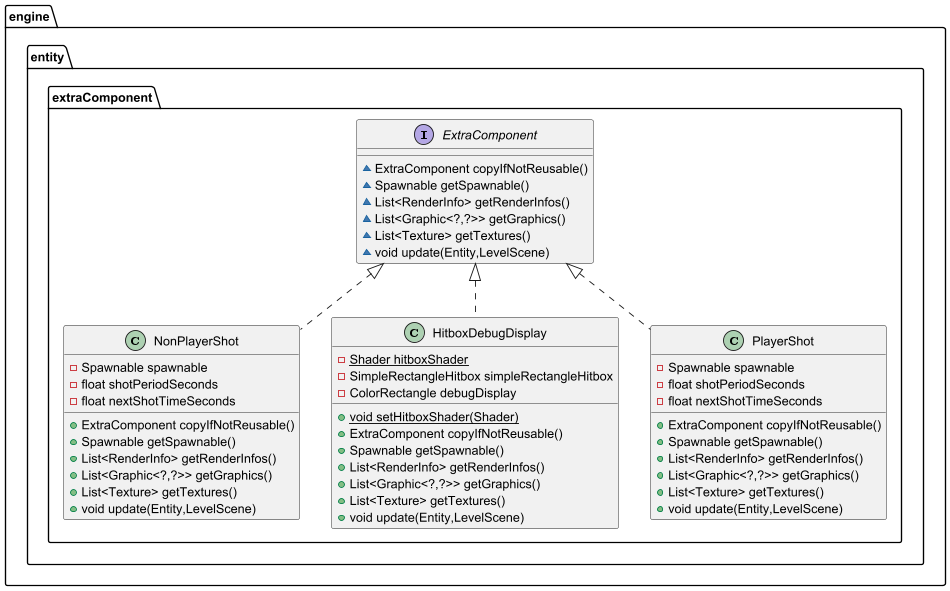 engine
entity
extraComponent
I ExtraComponent
ExtraComponent copyIfNotReusable()
Spawnable getSpawnable()
List<RenderInfo> getRenderInfos()
List<Graphic<?,?>> getGraphics()
List<Texture> getTextures()
void update(Entity,LevelScene)
C NonPlayerShot
Spawnable spawnable
float shotPeriodSeconds
float nextShotTimeSeconds
ExtraComponent copyIfNotReusable()
Spawnable getSpawnable()
List<RenderInfo> getRenderInfos()
List<Graphic<?,?>> getGraphics()
List<Texture> getTextures()
void update(Entity,LevelScene)
C HitboxDebugDisplay
Shader hitboxShader
SimpleRectangleHitbox simpleRectangleHitbox
ColorRectangle debugDisplay
void setHitboxShader(Shader)
ExtraComponent copyIfNotReusable()
Spawnable getSpawnable()
List<RenderInfo> getRenderInfos()
List<Graphic<?,?>> getGraphics()
List<Texture> getTextures()
void update(Entity,LevelScene)
C PlayerShot
Spawnable spawnable
float shotPeriodSeconds
float nextShotTimeSeconds
ExtraComponent copyIfNotReusable()
Spawnable getSpawnable()
List<RenderInfo> getRenderInfos()
List<Graphic<?,?>> getGraphics()
List<Texture> getTextures()
void update(Entity,LevelScene)